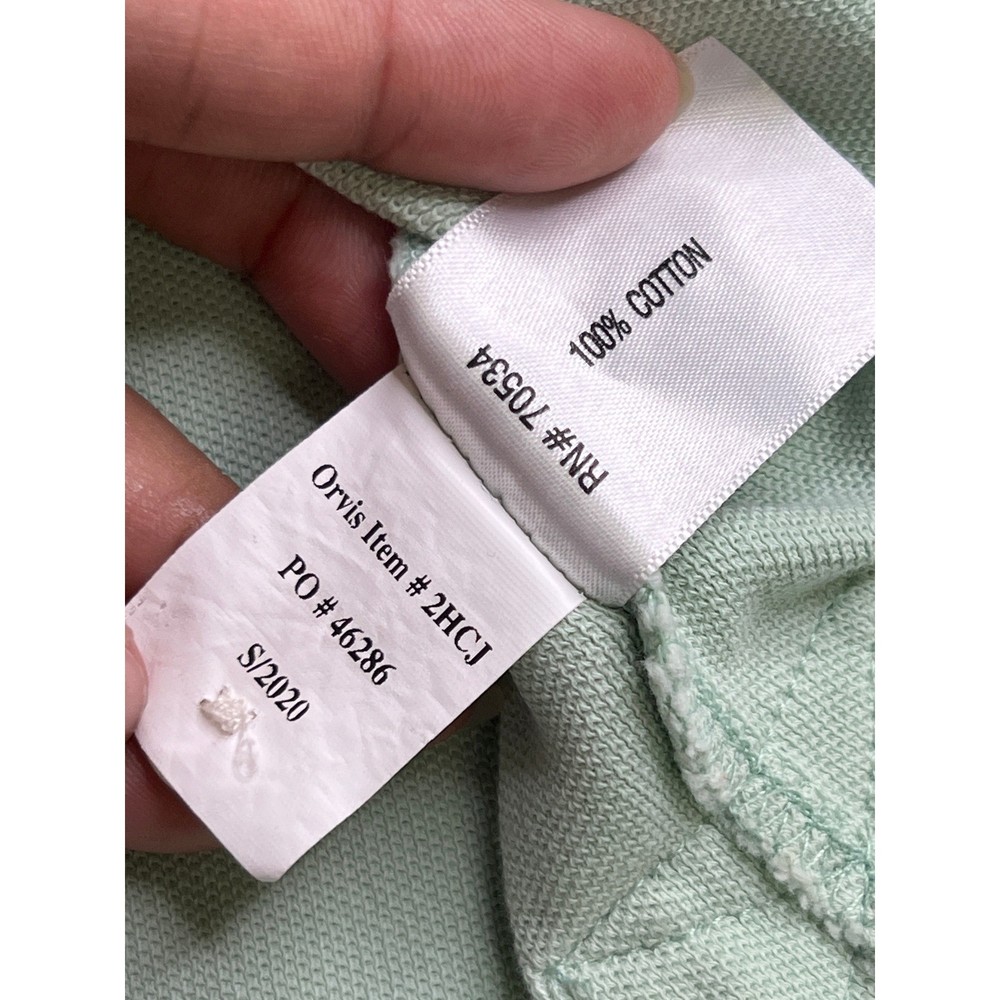 100% COTTON
RN# 70534
Orvis Item # 2HCJ
PO # 46286
S/2020